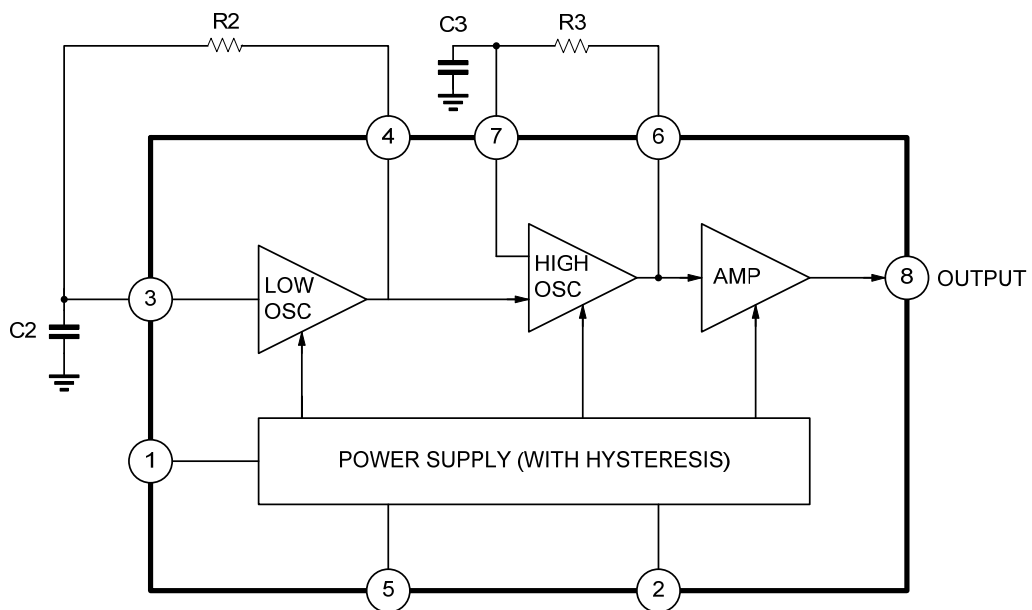 C3
R3
R2
4
7
6
HIGH
OSC
AMP
8
OUTPUT
LOW
OSC
3
C2
1
POWER SUPPLY (WITH HYSTERESIS)
5
2